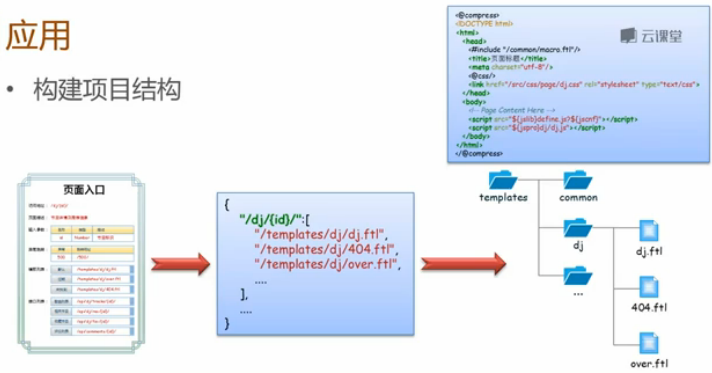 应用
• 构建项目结构
<@compress>
<!DOCTYPE html>
<html>
<head>
<#include "/common/macro.ftl"/>
<title>页面标题</title>
<meta charset="utf-8"/>
<@css/>
<link href="/src/css/page/dj.css" rel="stylesheet" type="text/css">
</head>
<body>
<!-- Page Content Here -->
<script src="${jslib}define.js?${jsconf}"></script>
<script src="${jspro}dj/dj.js"></script>
</body>
</html>
</@compress>
云课堂
页面入口
{
"/dj/{id}/":[
"/templates/dj/dj.ftl",
"/templates/dj/404.ftl",
"/templates/dj/over.ftl",
....
],
....
}
templates
common
dj
...
dj.ftl
404.ftl
over.ftl